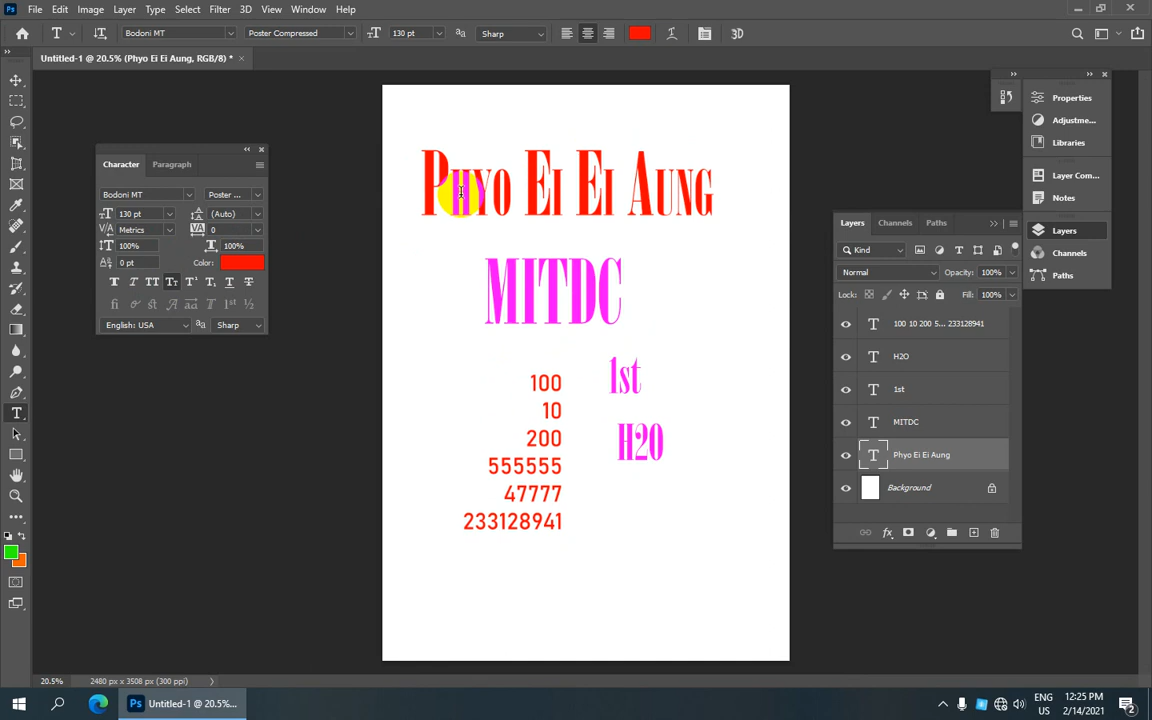 Ps File Edit Image Layer Type Select Filter 3D View Window Help
T Bodoni MT Poster Compressed 130 pt Sharp 3D
Untitled-1 @ 20.5% (Phyo Ei Ei Aung, RGB/8) *
Properties
Adjustme...
Libraries
Layer Com...
Notes
Layers
Channels
Paths
Character Paragraph
Bodoni MT Poster ...
130 pt (Auto)
Metrics 0
100% 100%
0 pt Color:
English: USA Sharp
Phyo Ei Ei Aung
MITDC
100
10
200
555555
47777
233128941
1st
H2O
Layers Channels Paths
Kind
Normal Opacity: 100%
Lock: Fill: 100%
100 10 200 5... 233128941
H2O
1st
MITDC
Phyo Ei Ei Aung
Background
20.5% 2480 px x 3508 px (300 ppi)
Ps Untitled-1 @ 20.5%...
ENG
US
12:25 PM
2/14/2021
2